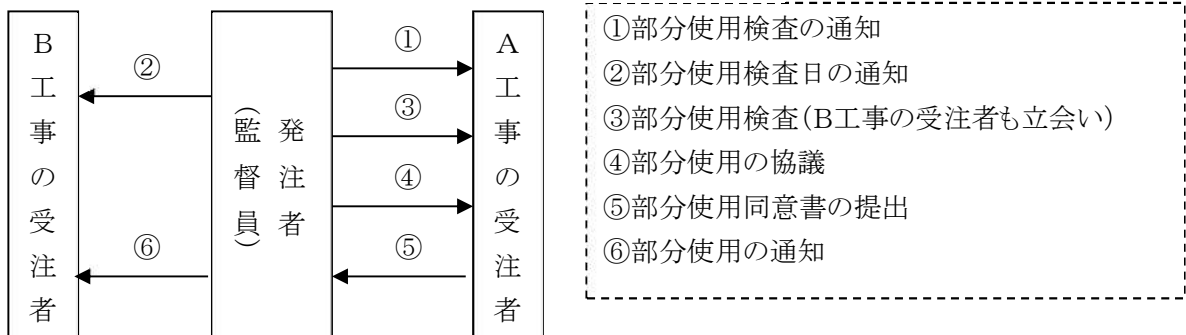 B工事の受注者
②
⑥
発注者
(監督員)
①
③
④
⑤
A工事の受注者
①部分使用検査の通知
②部分使用検査日の通知
③部分使用検査(B工事の受注者も立会い)
④部分使用の協議
⑤部分使用同意書の提出
⑥部分使用の通知